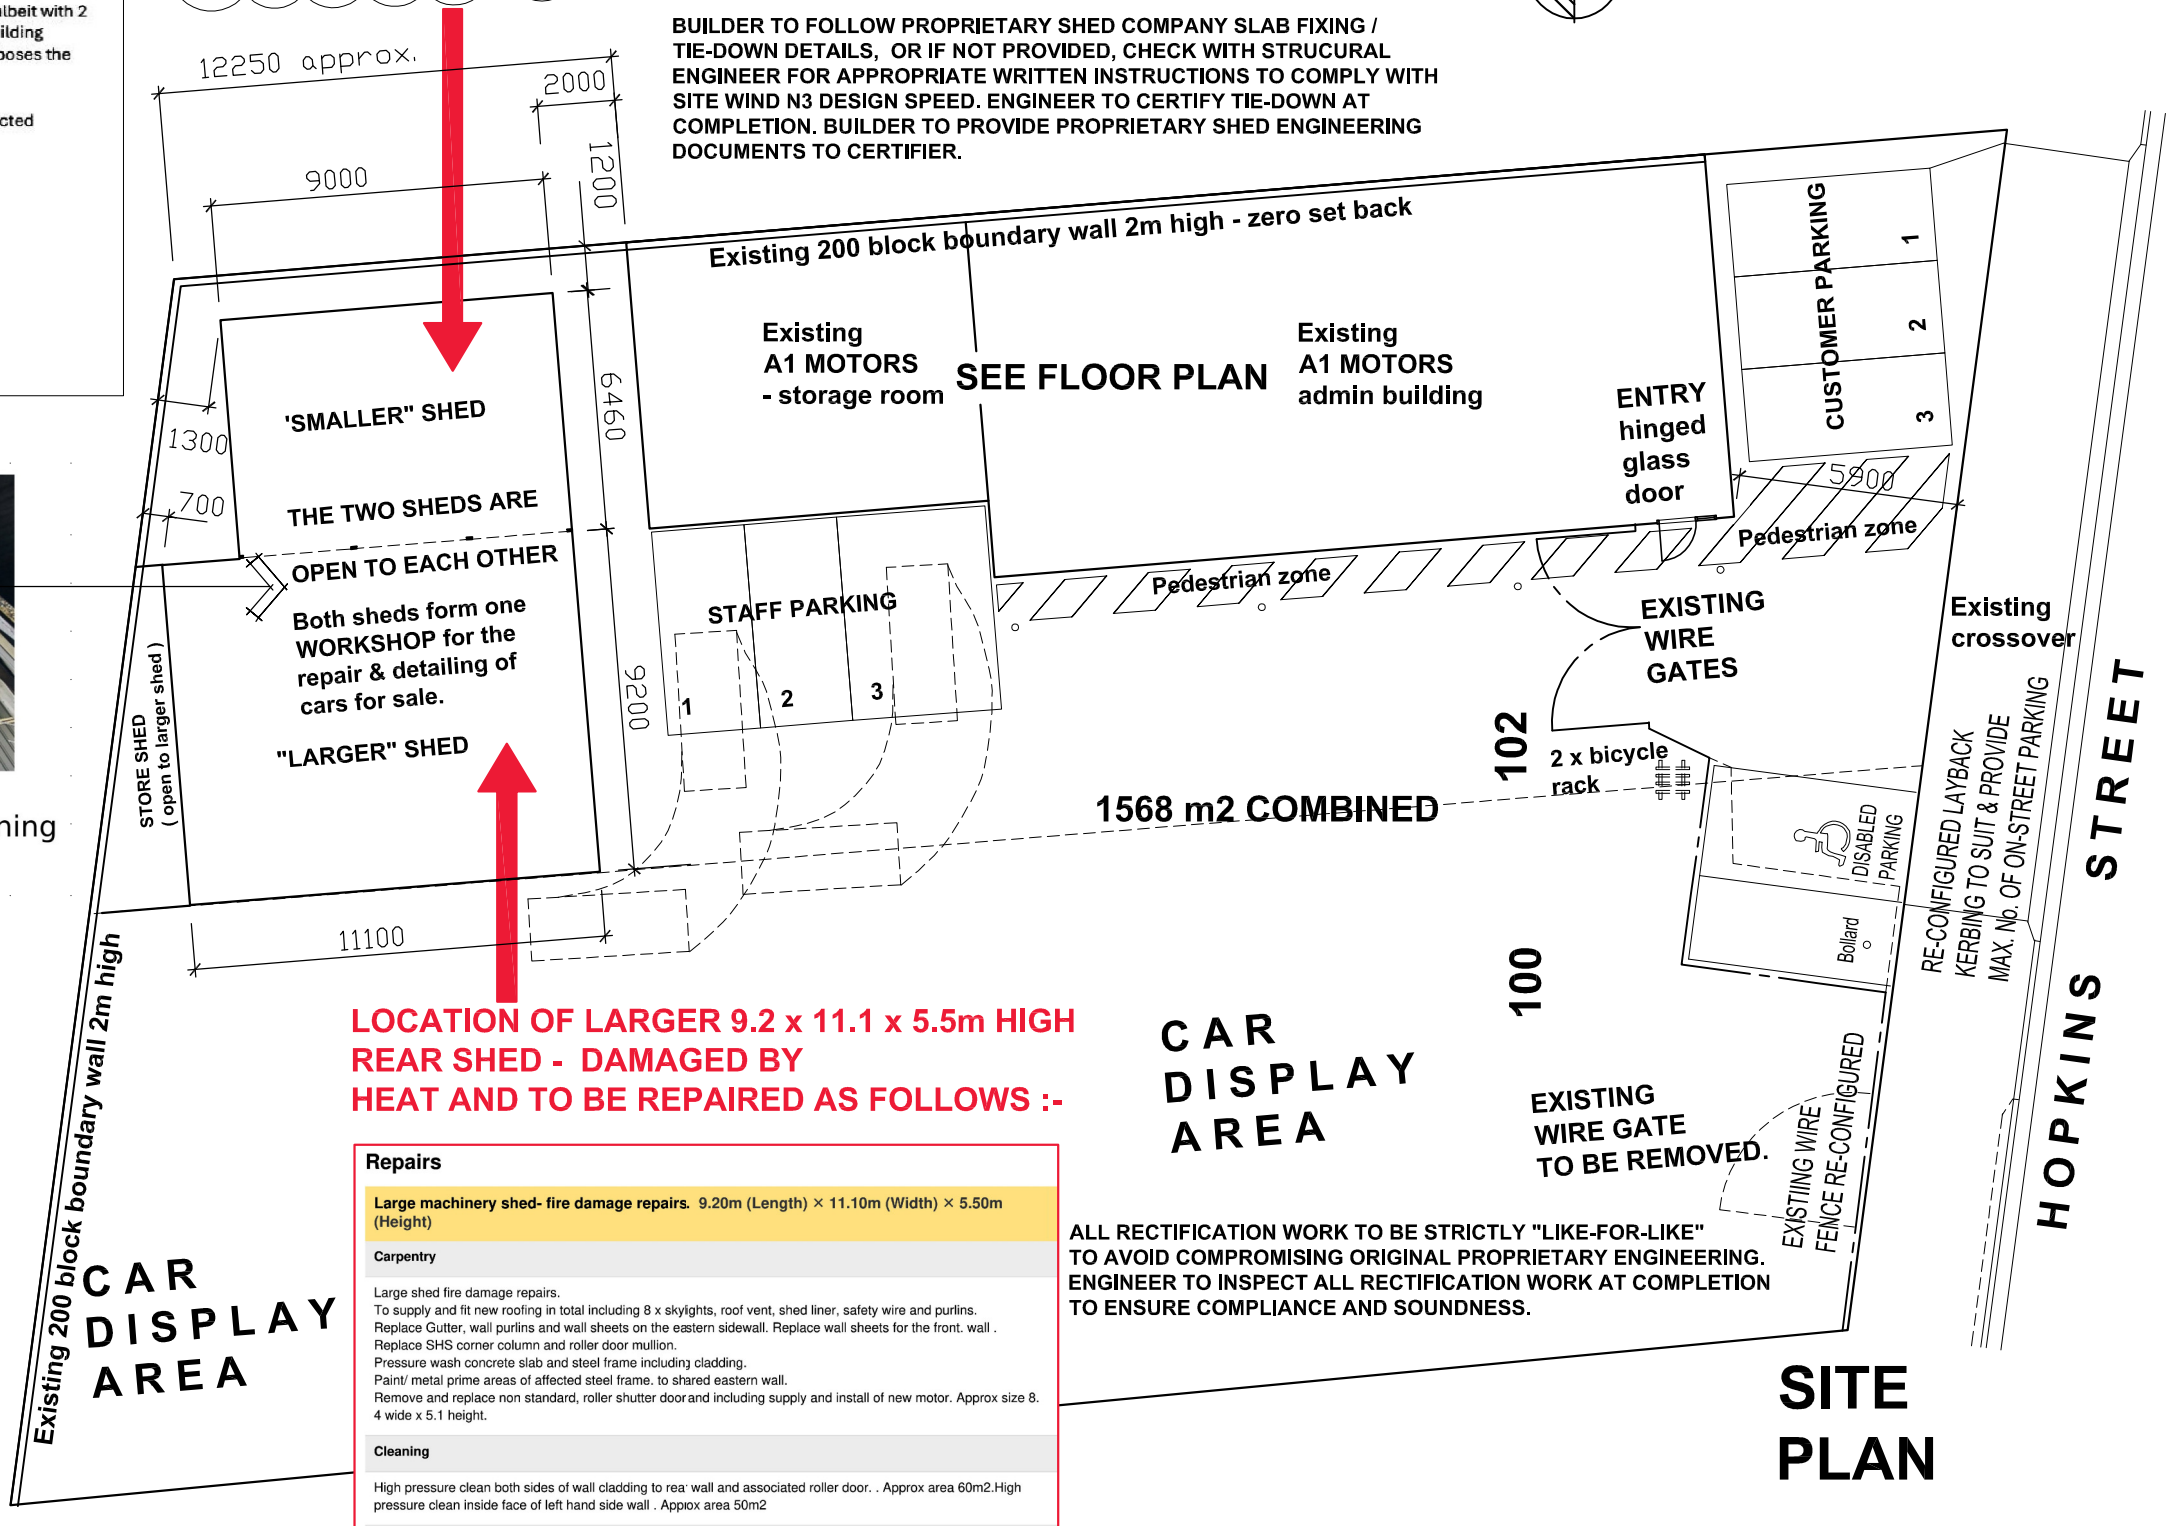 lbeit with 2
ilding
poses the
cted
12250 approx.
2000
1200
9000
BUILDER TO FOLLOW PROPRIETARY SHED COMPANY SLAB FIXING /
TIE-DOWN DETAILS, OR IF NOT PROVIDED, CHECK WITH STRUCURAL
ENGINEER FOR APPROPRIATE WRITTEN INSTRUCTIONS TO COMPLY WITH
SITE WIND N3 DESIGN SPEED. ENGINEER TO CERTIFY TIE-DOWN AT
COMPLETION. BUILDER TO PROVIDE PROPRIETARY SHED ENGINEERING
DOCUMENTS TO CERTIFIER.
Existing 200 block boundary wall 2m high - zero set back
Existing
A1 MOTORS
- storage room
SEE FLOOR PLAN
Existing
A1 MOTORS
admin building
ENTRY
hinged
glass
door
CUSTOMER PARKING
1
2
3
5900
Pedestrian zone
Pedestrian zone
'SMALLER" SHED
1300
700
6460
THE TWO SHEDS ARE
OPEN TO EACH OTHER
Both sheds form one
WORKSHOP for the
repair & detailing of
cars for sale.
"LARGER" SHED
STORE SHED
( open to larger shed )
9200
11100
STAFF PARKING
1
2
3
EXISTING
WIRE
GATES
Existing
crossover
102
2 x bicycle
rack
1568 m2 COMBINED
DISABLED
PARKING
Bollard
100
RE-CONFIGURED LAYBACK
KERBING TO SUIT & PROVIDE
MAX. No. OF ON-STREET PARKING
HOPKINS STREET
ning
Existing 200 block boundary wall 2m high
LOCATION OF LARGER 9.2 x 11.1 x 5.5m HIGH
REAR SHED - DAMAGED BY
HEAT AND TO BE REPAIRED AS FOLLOWS :-
CAR
DISPLAY
AREA
EXISTING
WIRE GATE
TO BE REMOVED.
EXISTIING WIRE
FENCE RE-CONFIGURED
CAR
DISPLAY
AREA
Repairs
Large machinery shed- fire damage repairs. 9.20m (Length) × 11.10m (Width) × 5.50m
(Height)
Carpentry
Large shed fire damage repairs.
To supply and fit new roofing in total including 8 x skylights, roof vent, shed liner, safety wire and purlins.
Replace Gutter, wall purlins and wall sheets on the eastern sidewall. Replace wall sheets for the front. wall .
Replace SHS corner column and roller door mullion.
Pressure wash concrete slab and steel frame including cladding.
Paint/ metal prime areas of affected steel frame. to shared eastern wall.
Remove and replace non standard, roller shutter door and including supply and install of new motor. Approx size 8.
4 wide x 5.1 height.
Cleaning
High pressure clean both sides of wall cladding to rear wall and associated roller door. . Approx area 60m2.High
pressure clean inside face of left hand side wall . Approx area 50m2
ALL RECTIFICATION WORK TO BE STRICTLY "LIKE-FOR-LIKE"
TO AVOID COMPROMISING ORIGINAL PROPRIETARY ENGINEERING.
ENGINEER TO INSPECT ALL RECTIFICATION WORK AT COMPLETION
TO ENSURE COMPLIANCE AND SOUNDNESS.
SITE
PLAN